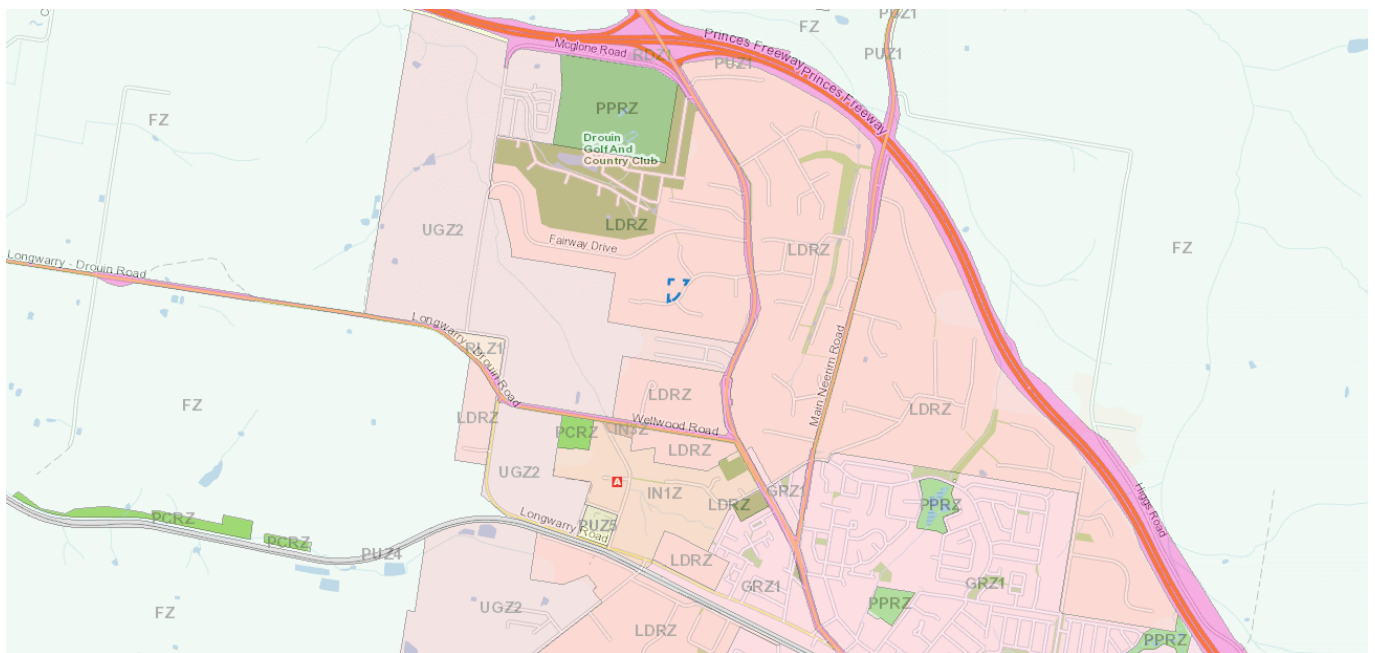 PUZ1
FZ
Princes Freeway
Mcglone Road
RDZ1
PUZ1
PUZ1
Princes Freeway
FZ
PPRZ
Drouin
Golf And
Country Club
LDRZ
UGZ2
Fairway Drive
LDRZ
FZ
Longwarry - Drouin Road
Longwarry - Drouin Road
RLZ1
Main Neerim Road
LDRZ
FZ
LDRZ
LDRZ
Wellwood Road
PCRZ
IN3Z
LDRZ
UGZ2
A
IN1Z
LDRZ
GRZ1
PPRZ
Higgs Road
PCRZ
Longwarry Road
PUZ5
PCRZ
PUZ4
LDRZ
GRZ1
GRZ1
FZ
UGZ2
PPRZ
LDRZ
PPRZ